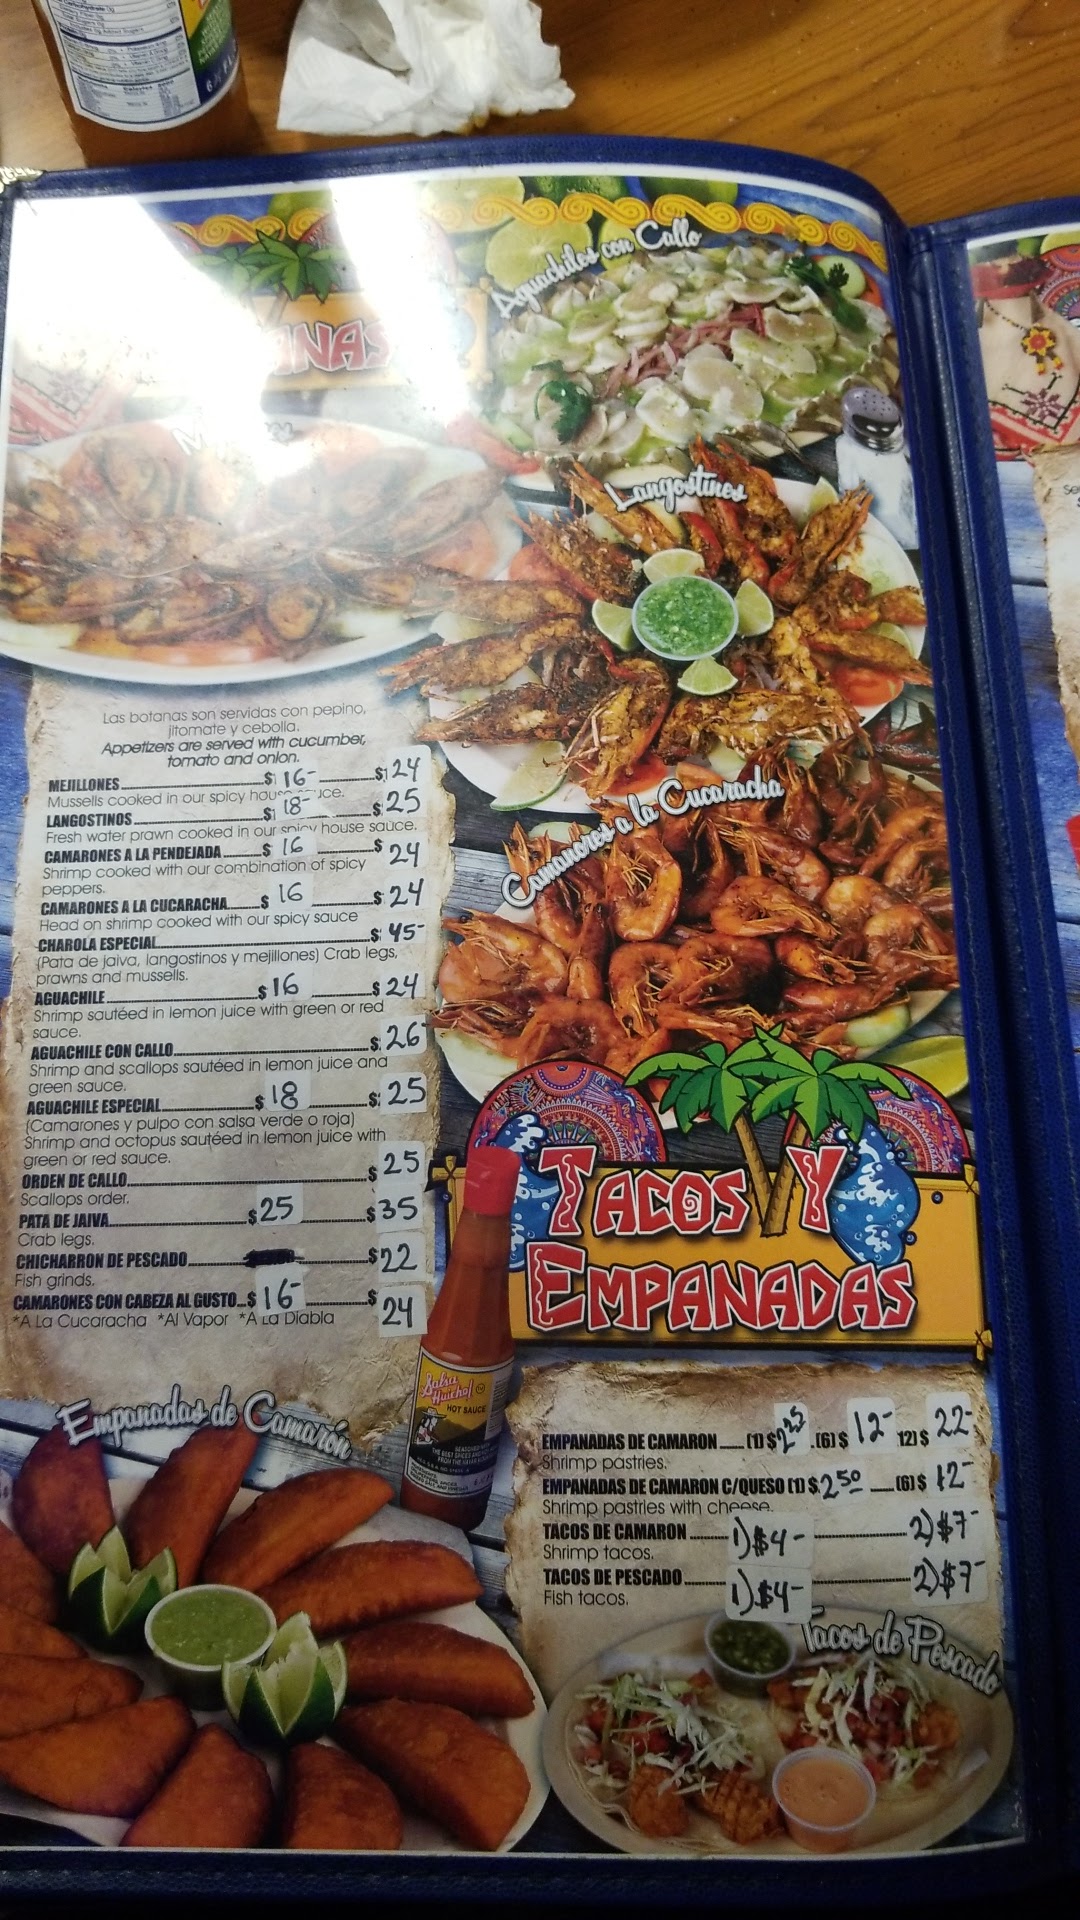 6
Aguachiles con Callo
Langostinos
Camarones a la Cucaracha
Las botanas son servidas con pepino,
jitomate y cebolla.
Appetizers are served with cucumber,
tomato and onion.
MEJILLONES $ 16- $ 24
Mussels cooked in our spicy house sauce.
LANGOSTINOS $ 18- $ 25
Fresh water prawn cooked in our spicy house sauce.
CAMARONES A LA PENDEJADA $ 16 $ 24
Shrimp cooked with our combination of spicy
peppers.
CAMARONES A LA CUCARACHA $ 16 $ 24
Head on shrimp cooked with our spicy sauce
CHAROLA ESPECIAL $ 45-
(Pata de jaiva, langostinos y mejillones) Crab legs,
prawns and mussells.
AGUACHILE $ 16 $ 24
Shrimp sautéed in lemon juice with green or red
sauce.
AGUACHILE CON CALLO $ 26-
Shrimp and scallops sautéed in lemon juice and
green sauce.
AGUACHILE ESPECIAL $ 18 $ 25
(Camarones y pulpo con salsa verde o roja)
Shrimp and octopus sautéed in lemon juice with
green or red sauce.
ORDEN DE CALLO $ 25
Scallops order.
PATA DE JAIVA $ 25 $ 35
Crab legs.
CHICHARRON DE PESCADO $ 22
Fish grinds.
CAMARONES CON CABEZA AL GUSTO...$ 16- $ 24
*A La Cucaracha *Al Vapor *A La Diabla
Empanadas de Camarón
Salsa
Huichol
HOT SAUCE
TACOS Y
EMPANADAS
EMPANADAS DE CAMARON (1) $ 2.25 (6) $ 12- 12) $ 22-
Shrimp pastries.
EMPANADAS DE CAMARON C/QUESO (1) $ 2.50 (6) $ 12-
Shrimp pastries with cheese.
TACOS DE CAMARON 1) $4- 2) $7-
Shrimp tacos.
TACOS DE PESCADO 1) $4- 2) $7-
Fish tacos.
Tacos de Pescado